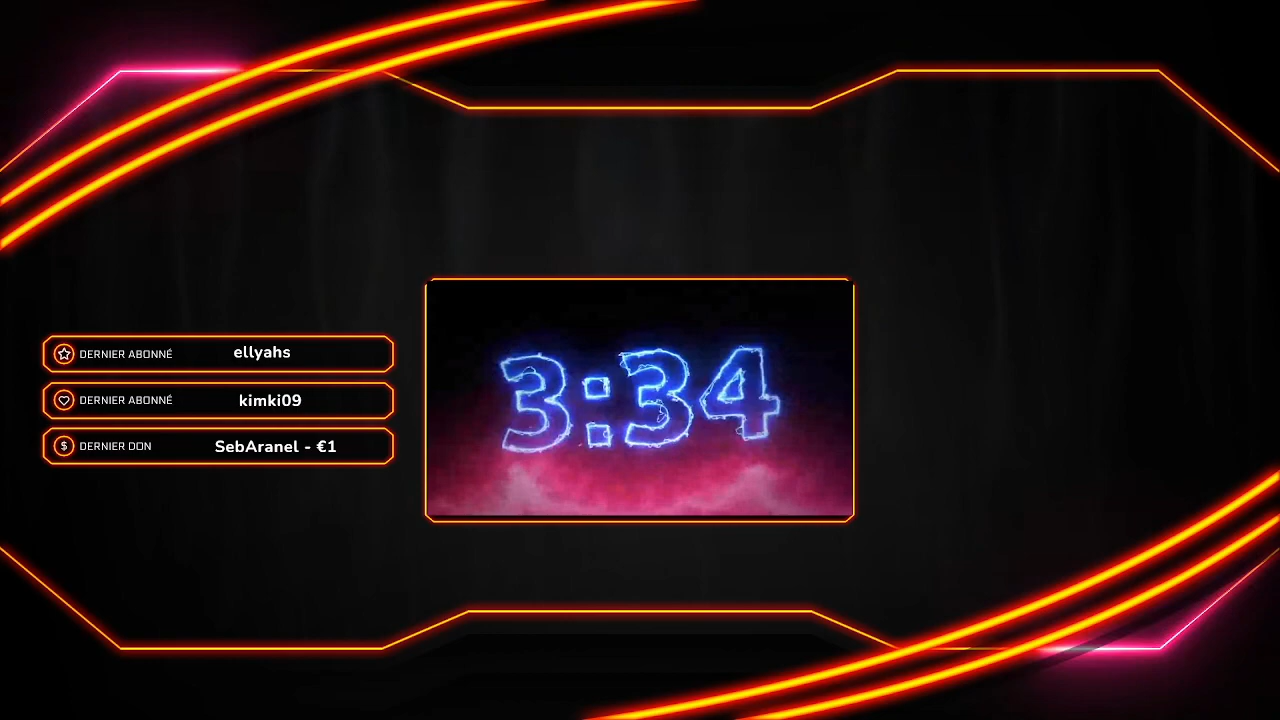 DERNIER ABONNÉ ellyahs
DERNIER ABONNÉ kimki09
$ DERNIER DON SebAranel - €1
3:34